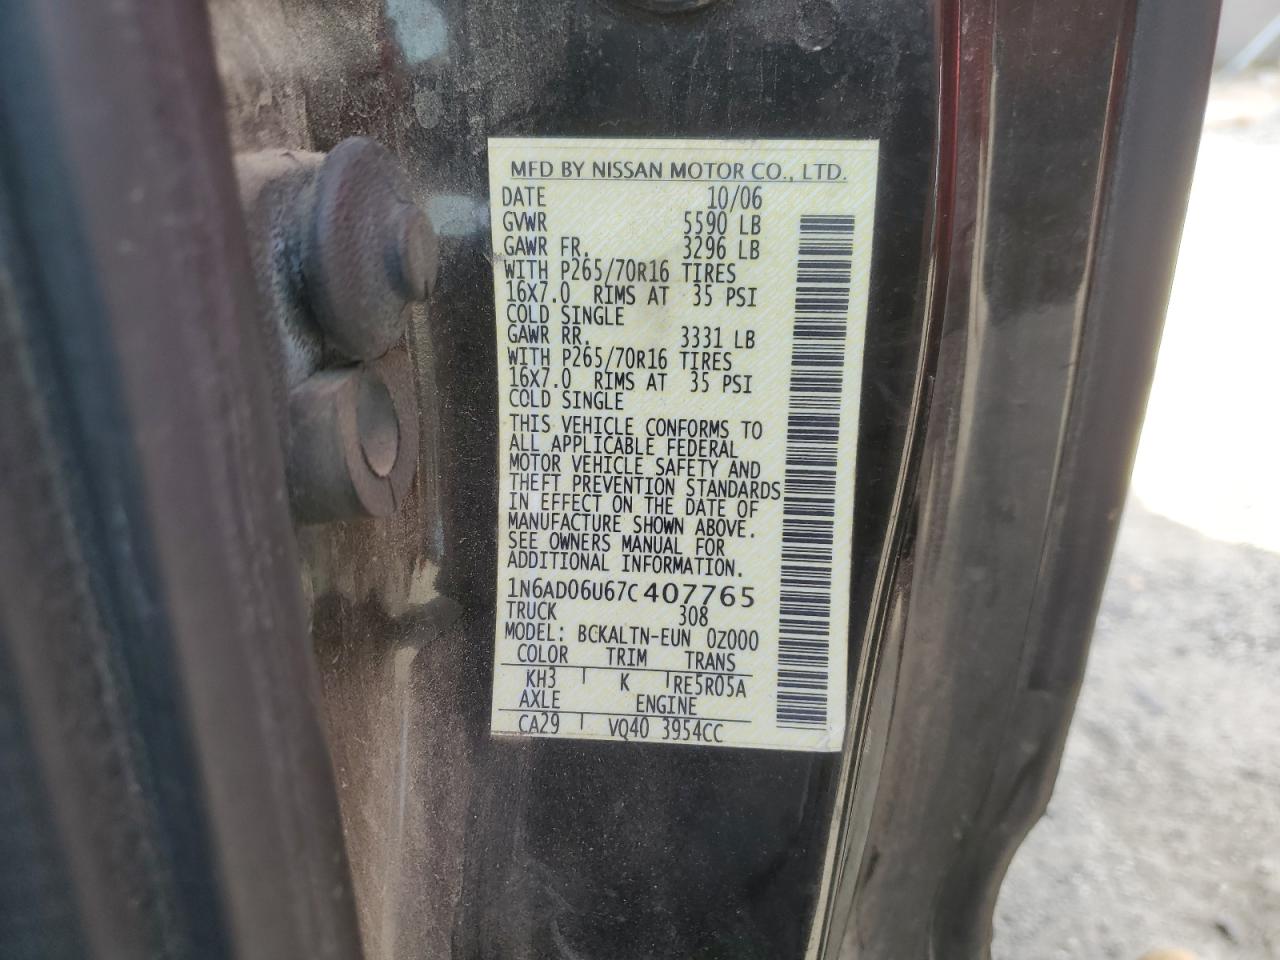 MFD BY NISSAN MOTOR CO., LTD.
DATE 10/06
GVWR 5590 LB
GAWR FR. 3296 LB
WITH P265/70R16 TIRES
16X7.0 RIMS AT 35 PSI
COLD SINGLE
GAWR RR. 3331 LB
WITH P265/70R16 TIRES
16X7.0 RIMS AT 35 PSI
COLD SINGLE
THIS VEHICLE CONFORMS TO
ALL APPLICABLE FEDERAL
MOTOR VEHICLE SAFETY AND
THEFT PREVENTION STANDARDS
IN EFFECT ON THE DATE OF
MANUFACTURE SHOWN ABOVE.
SEE OWNERS MANUAL FOR
ADDITIONAL INFORMATION.
1N6AD06U67C407765
TRUCK 308
MODEL: BCKALTN-EUN 0Z000
COLOR TRIM TRANS
KH3 K RE5R05A
AXLE ENGINE
CA29 VQ40 3954CC